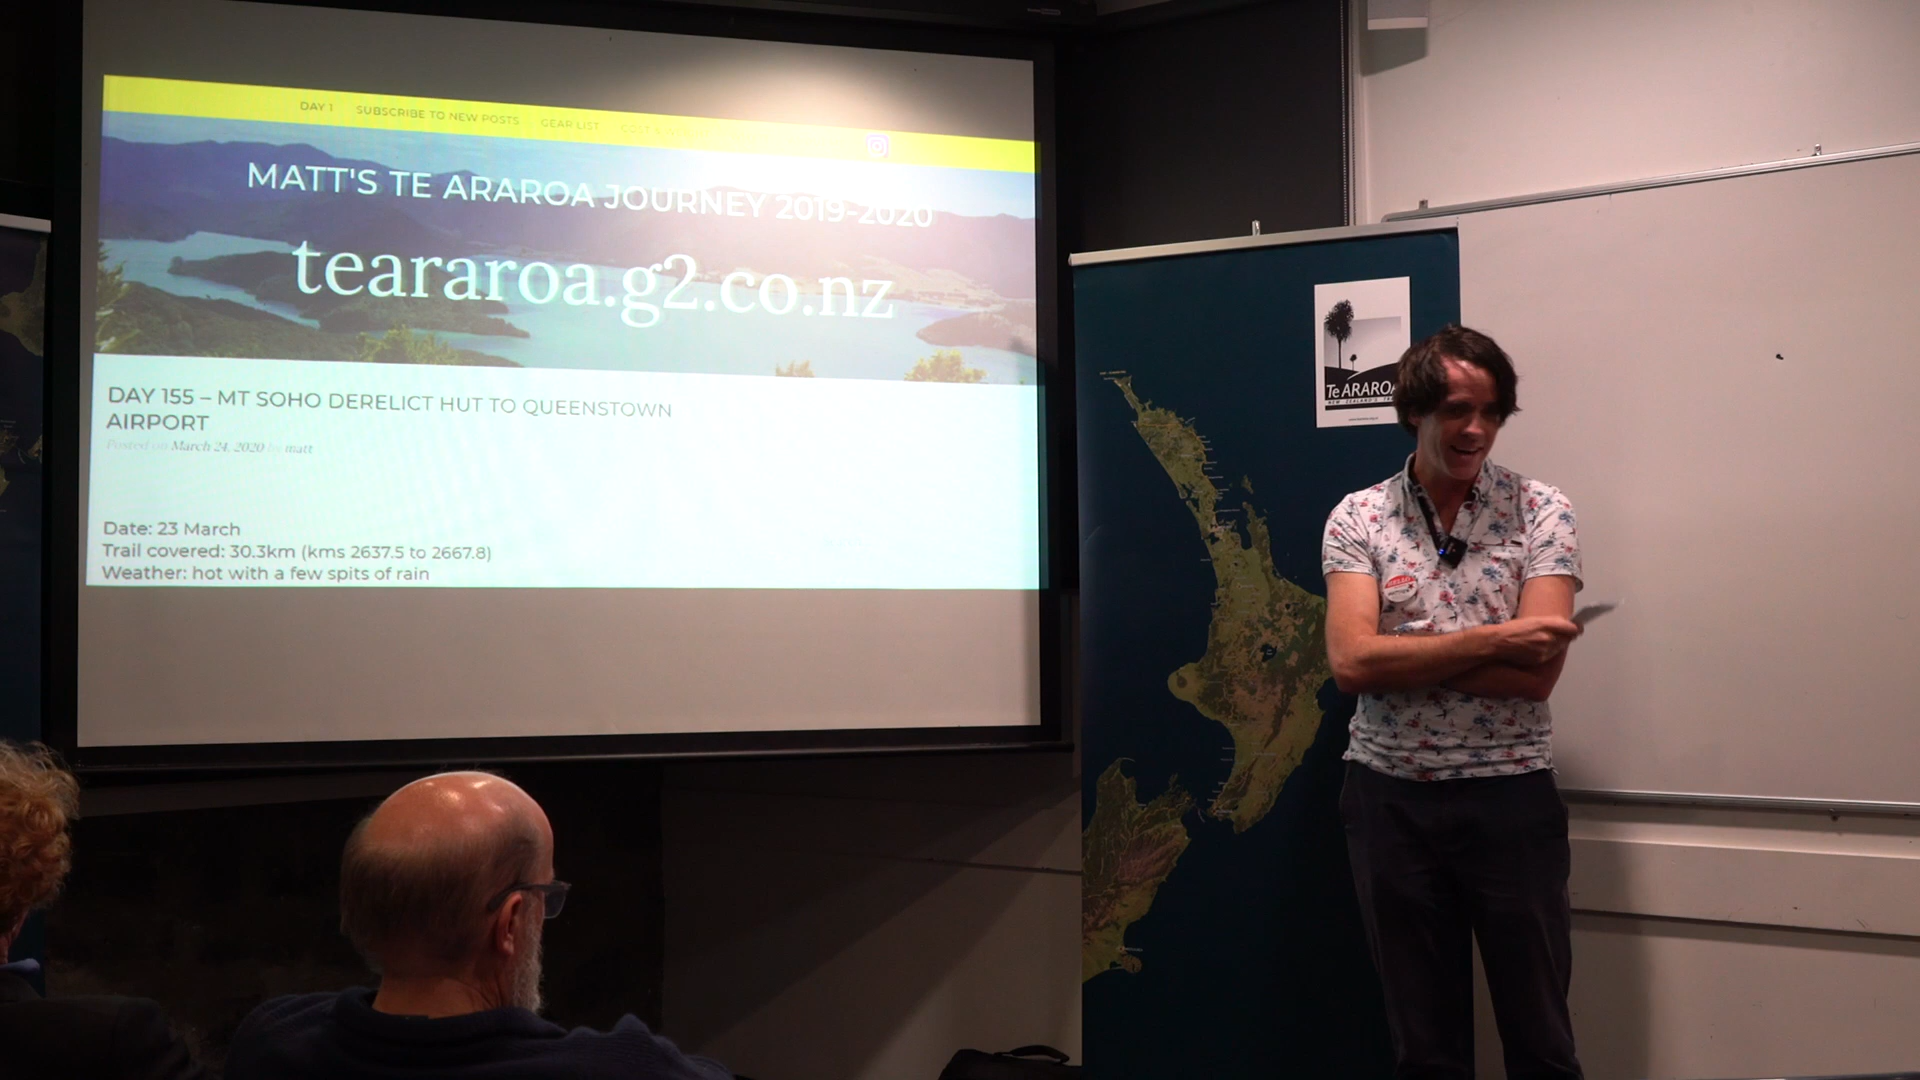 DAY 1 SUBSCRIBE TO NEW POSTS GEAR LIST
MATT'S TE ARAROA JOURNEY 2019-2020
teararoa.g2.co.nz
DAY 155 – MT SOHO DERELICT HUT TO QUEENSTOWN
AIRPORT
Posted on March 24, 2020 by matt
Date: 23 March
Trail covered: 30.3km (kms 2637.5 to 2667.8)
Weather: hot with a few spits of rain
Te ARAROA
HELLO